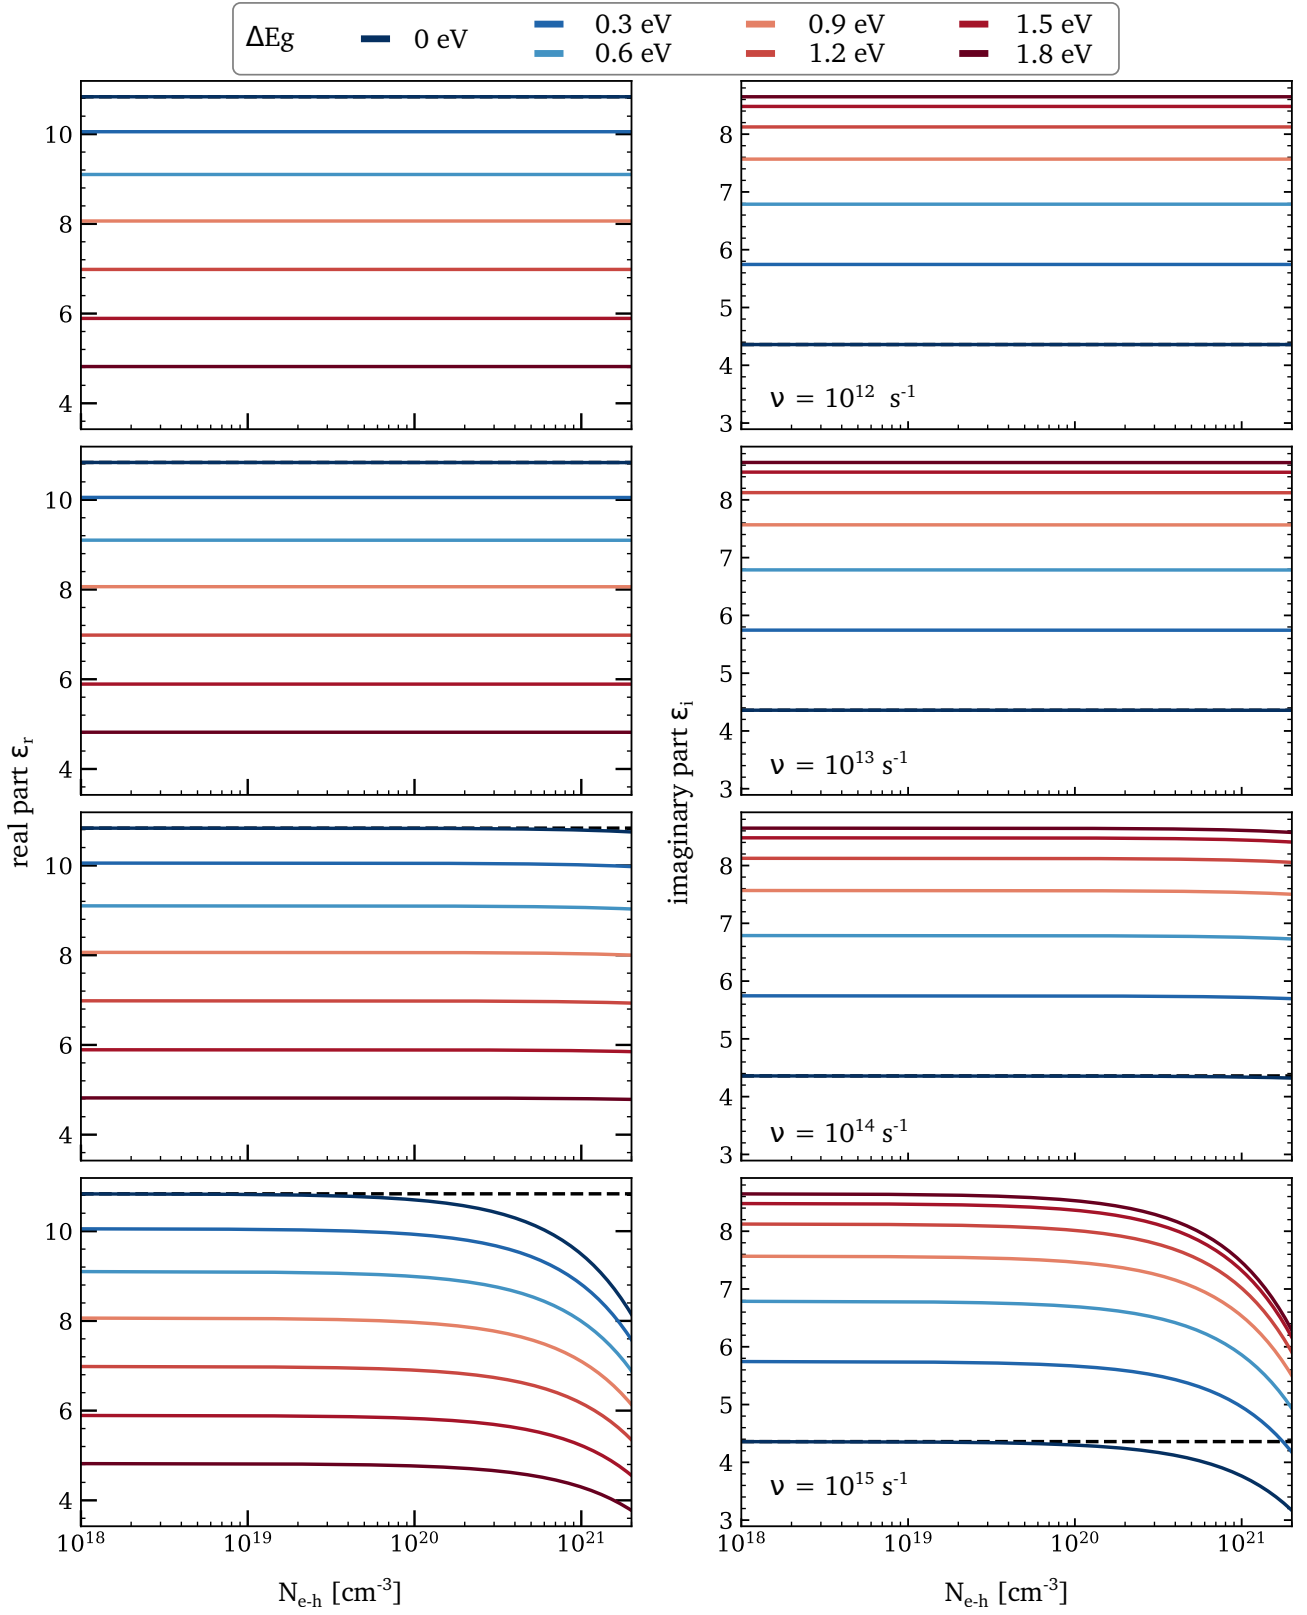 ΔEg
0 eV
0.3 eV
0.6 eV
0.9 eV
1.2 eV
1.5 eV
1.8 eV
10
8
6
4
8
7
6
5
4
3
ν = 10¹² s⁻¹
10
8
6
4
8
7
6
5
4
3
ν = 10¹³ s⁻¹
real part εᵣ
imaginary part εᵢ
10
8
6
4
8
7
6
5
4
3
ν = 10¹⁴ s⁻¹
10
8
6
4
8
7
6
5
4
3
ν = 10¹⁵ s⁻¹
10¹⁸ 10¹⁹ 10²⁰ 10²¹
10¹⁸ 10¹⁹ 10²⁰ 10²¹
Nₑ₋ₕ [cm⁻³]
Nₑ₋ₕ [cm⁻³]